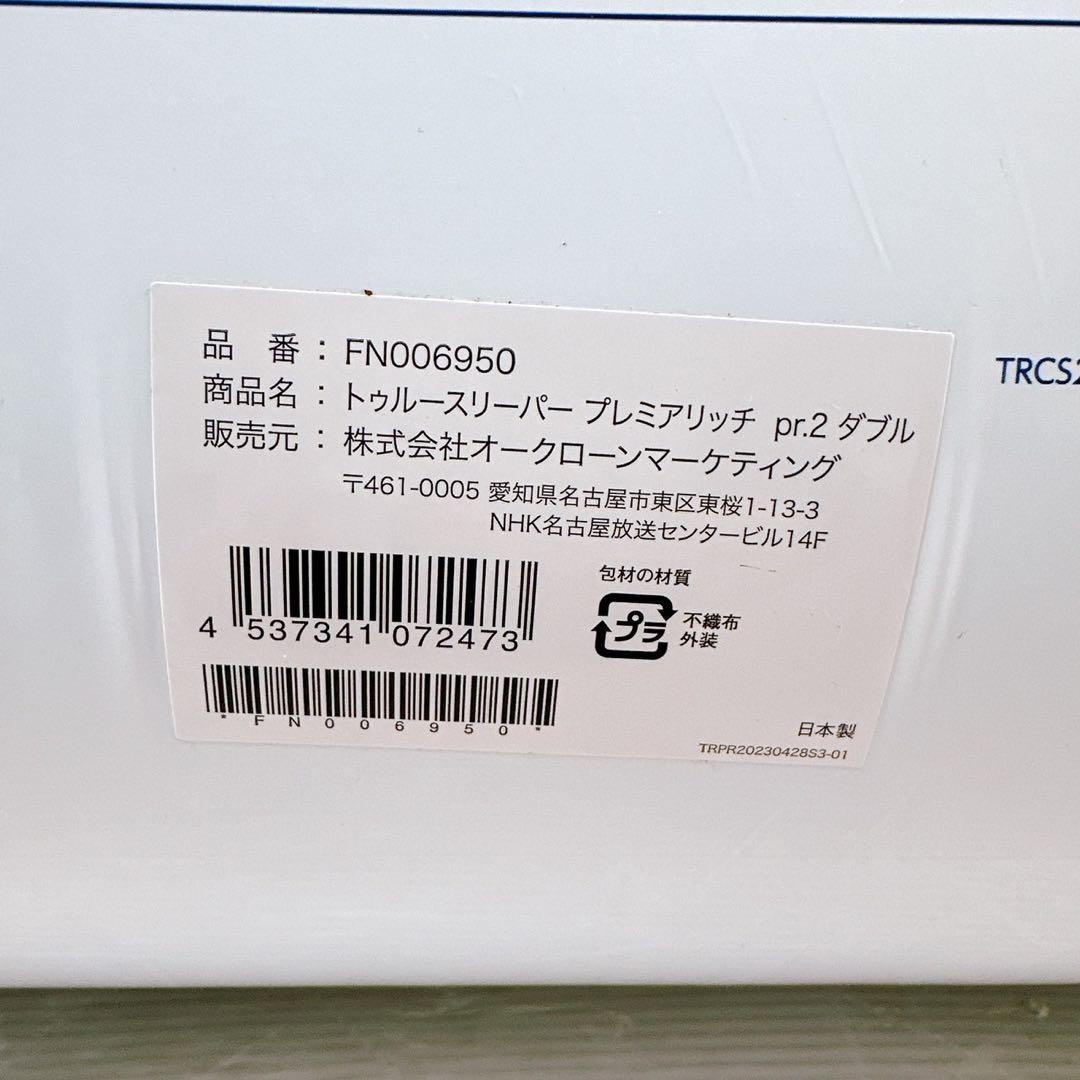 品　番 : FN006950
商品名 : トゥルースリーパー プレミアリッチ pr.2 ダブル
販売元 : 株式会社オークローンマーケティング
〒461-0005 愛知県名古屋市東区東桜1-13-3
NHK名古屋放送センタービル14F
TRCS2
包材の材質
プラ
不織布
外装
4 537341 072473
*FN006950*
日本製
TRPR20230428S3-01